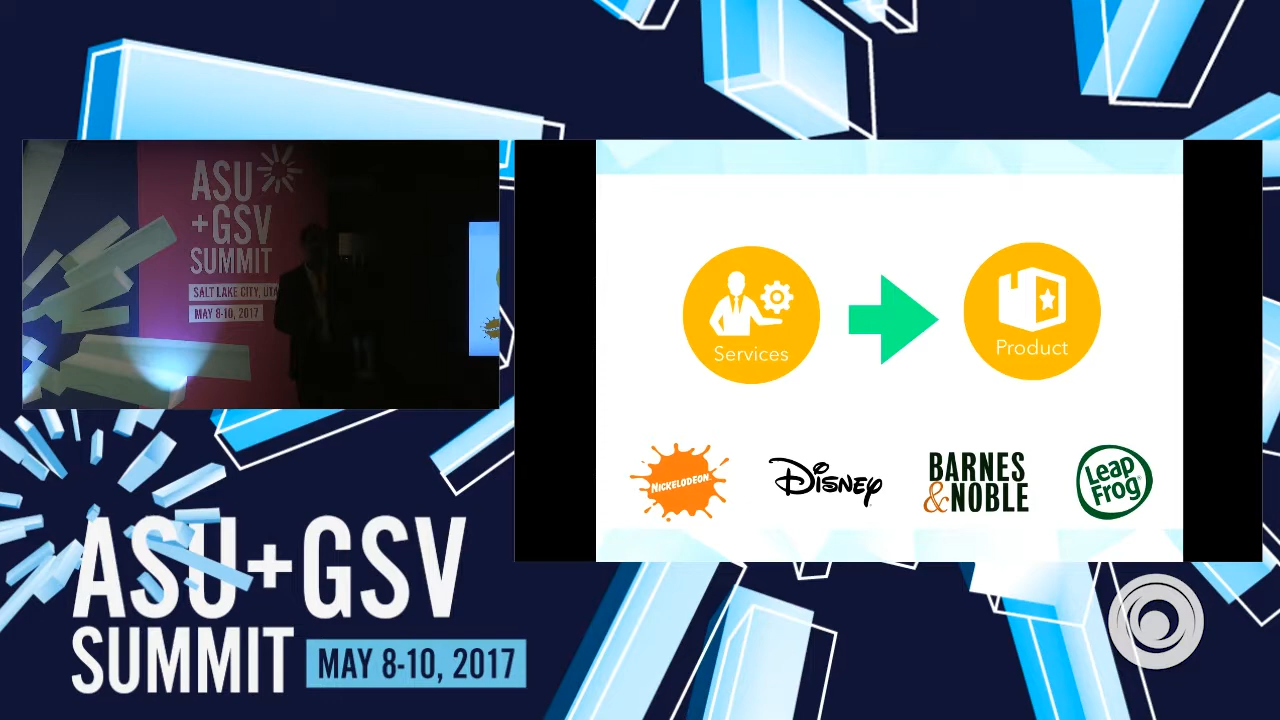 ASU
+GSV
SUMMIT
SALT LAKE CITY, UTA
MAY 8-10, 2017
Services
Product
NICKELODEON
DISNEY
BARNES
& NOBLE
Leap
Frog
ASU+GSV
SUMMIT
MAY 8-10, 2017